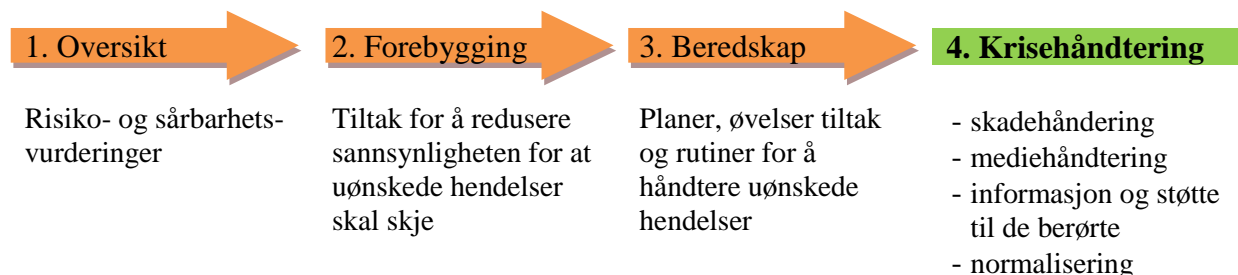 1. Oversikt
Risiko- og sårbarhets-
vurderinger
2. Forebygging
Tiltak for å redusere
sannsynligheten for at
uønskede hendelser
skal skje
3. Beredskap
Planer, øvelser tiltak
og rutiner for å
håndtere uønskede
hendelser
4. Krisehåndtering
- skadehåndering
- mediehåndtering
- informasjon og støtte
til de berørte
- normalisering